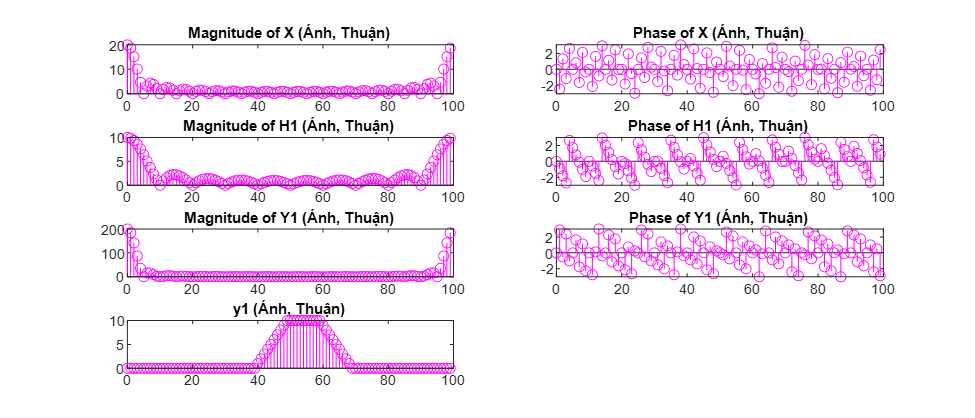 Magnitude of X (Ánh, Thuận)
20
10
0
0 20 40 60 80 100
Phase of X (Ánh, Thuận)
2
0
-2
0 20 40 60 80 100
Magnitude of H1 (Ánh, Thuận)
10
5
0
0 20 40 60 80 100
Phase of H1 (Ánh, Thuận)
2
0
-2
0 20 40 60 80 100
Magnitude of Y1 (Ánh, Thuận)
200
100
0
0 20 40 60 80 100
Phase of Y1 (Ánh, Thuận)
2
0
-2
0 20 40 60 80 100
y1 (Ánh, Thuận)
10
5
0
0 20 40 60 80 100